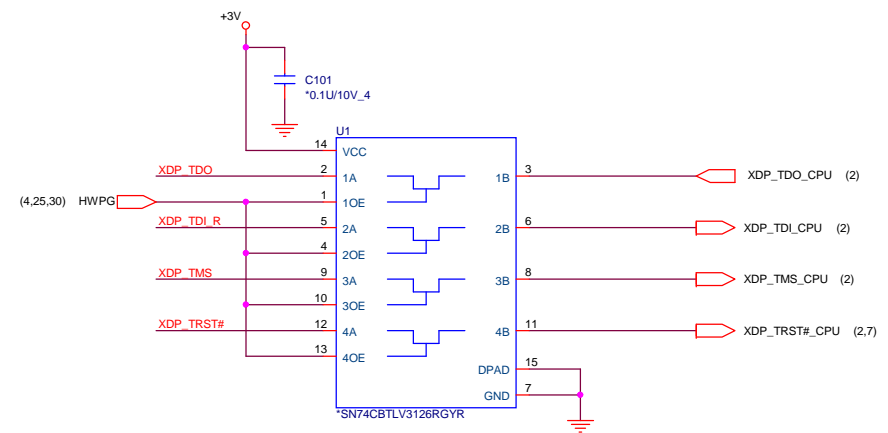 +3V
C101
*0.1U/10V_4
U1
14 VCC
XDP_TDO 2 1A 1B 3 XDP_TDO_CPU (2)
(4,25,30) HWPG 1 1OE
XDP_TDI_R 5 2A 2B 6 XDP_TDI_CPU (2)
4 2OE
XDP_TMS 9 3A 3B 8 XDP_TMS_CPU (2)
10 3OE
XDP_TRST# 12 4A 4B 11 XDP_TRST#_CPU (2,7)
13 4OE
DPAD 15
GND 7
*SN74CBTLV3126RGYR